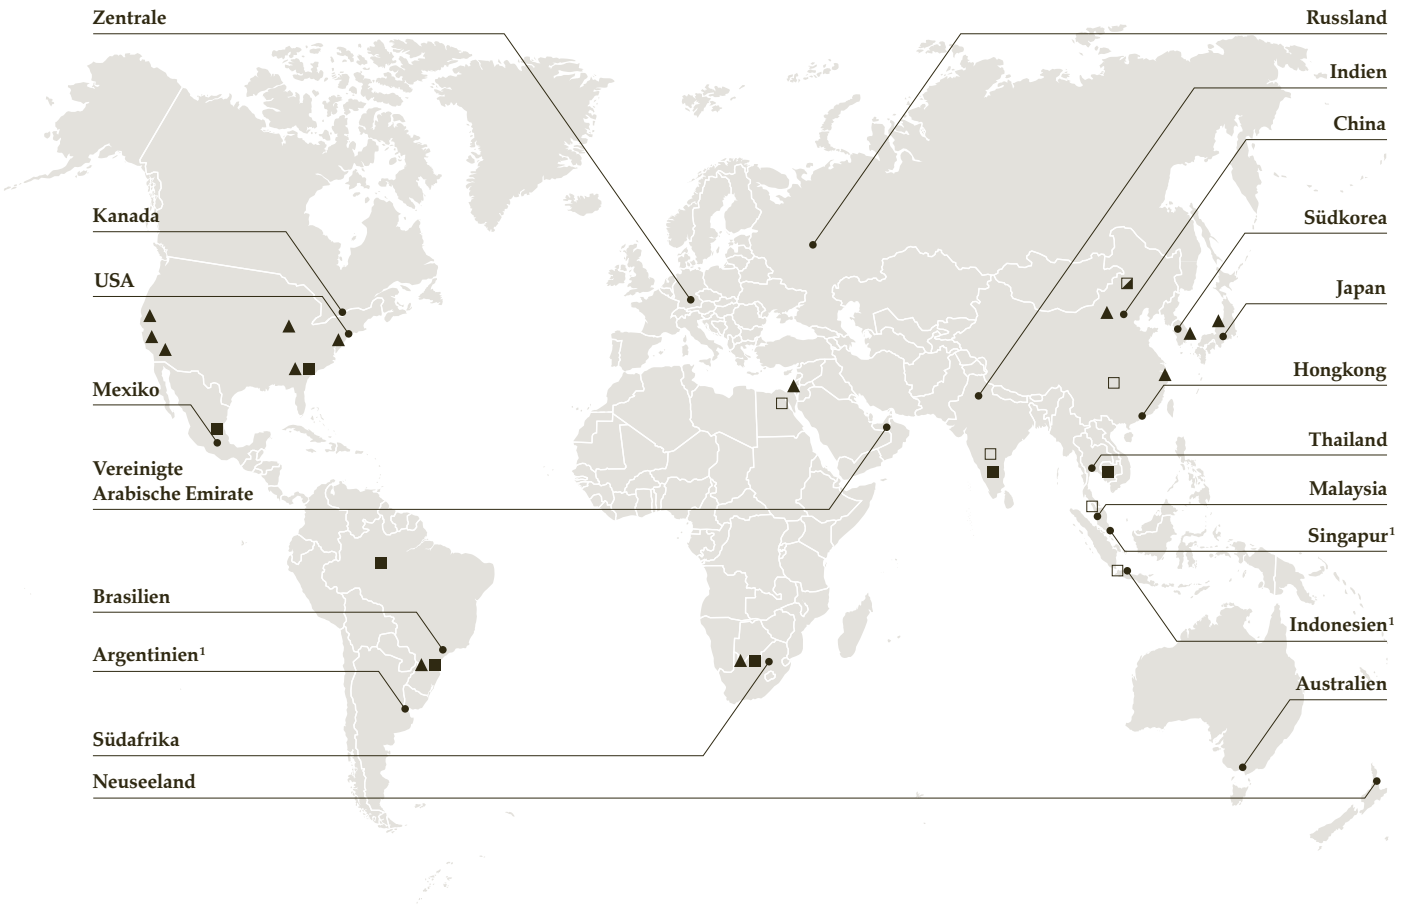 Zentrale
Kanada
USA
Mexiko
Vereinigte
Arabische Emirate
Brasilien
Argentinien¹
Südafrika
Neuseeland
Russland
Indien
China
Südkorea
Japan
Hongkong
Thailand
Malaysia
Singapur¹
Indonesien¹
Australien